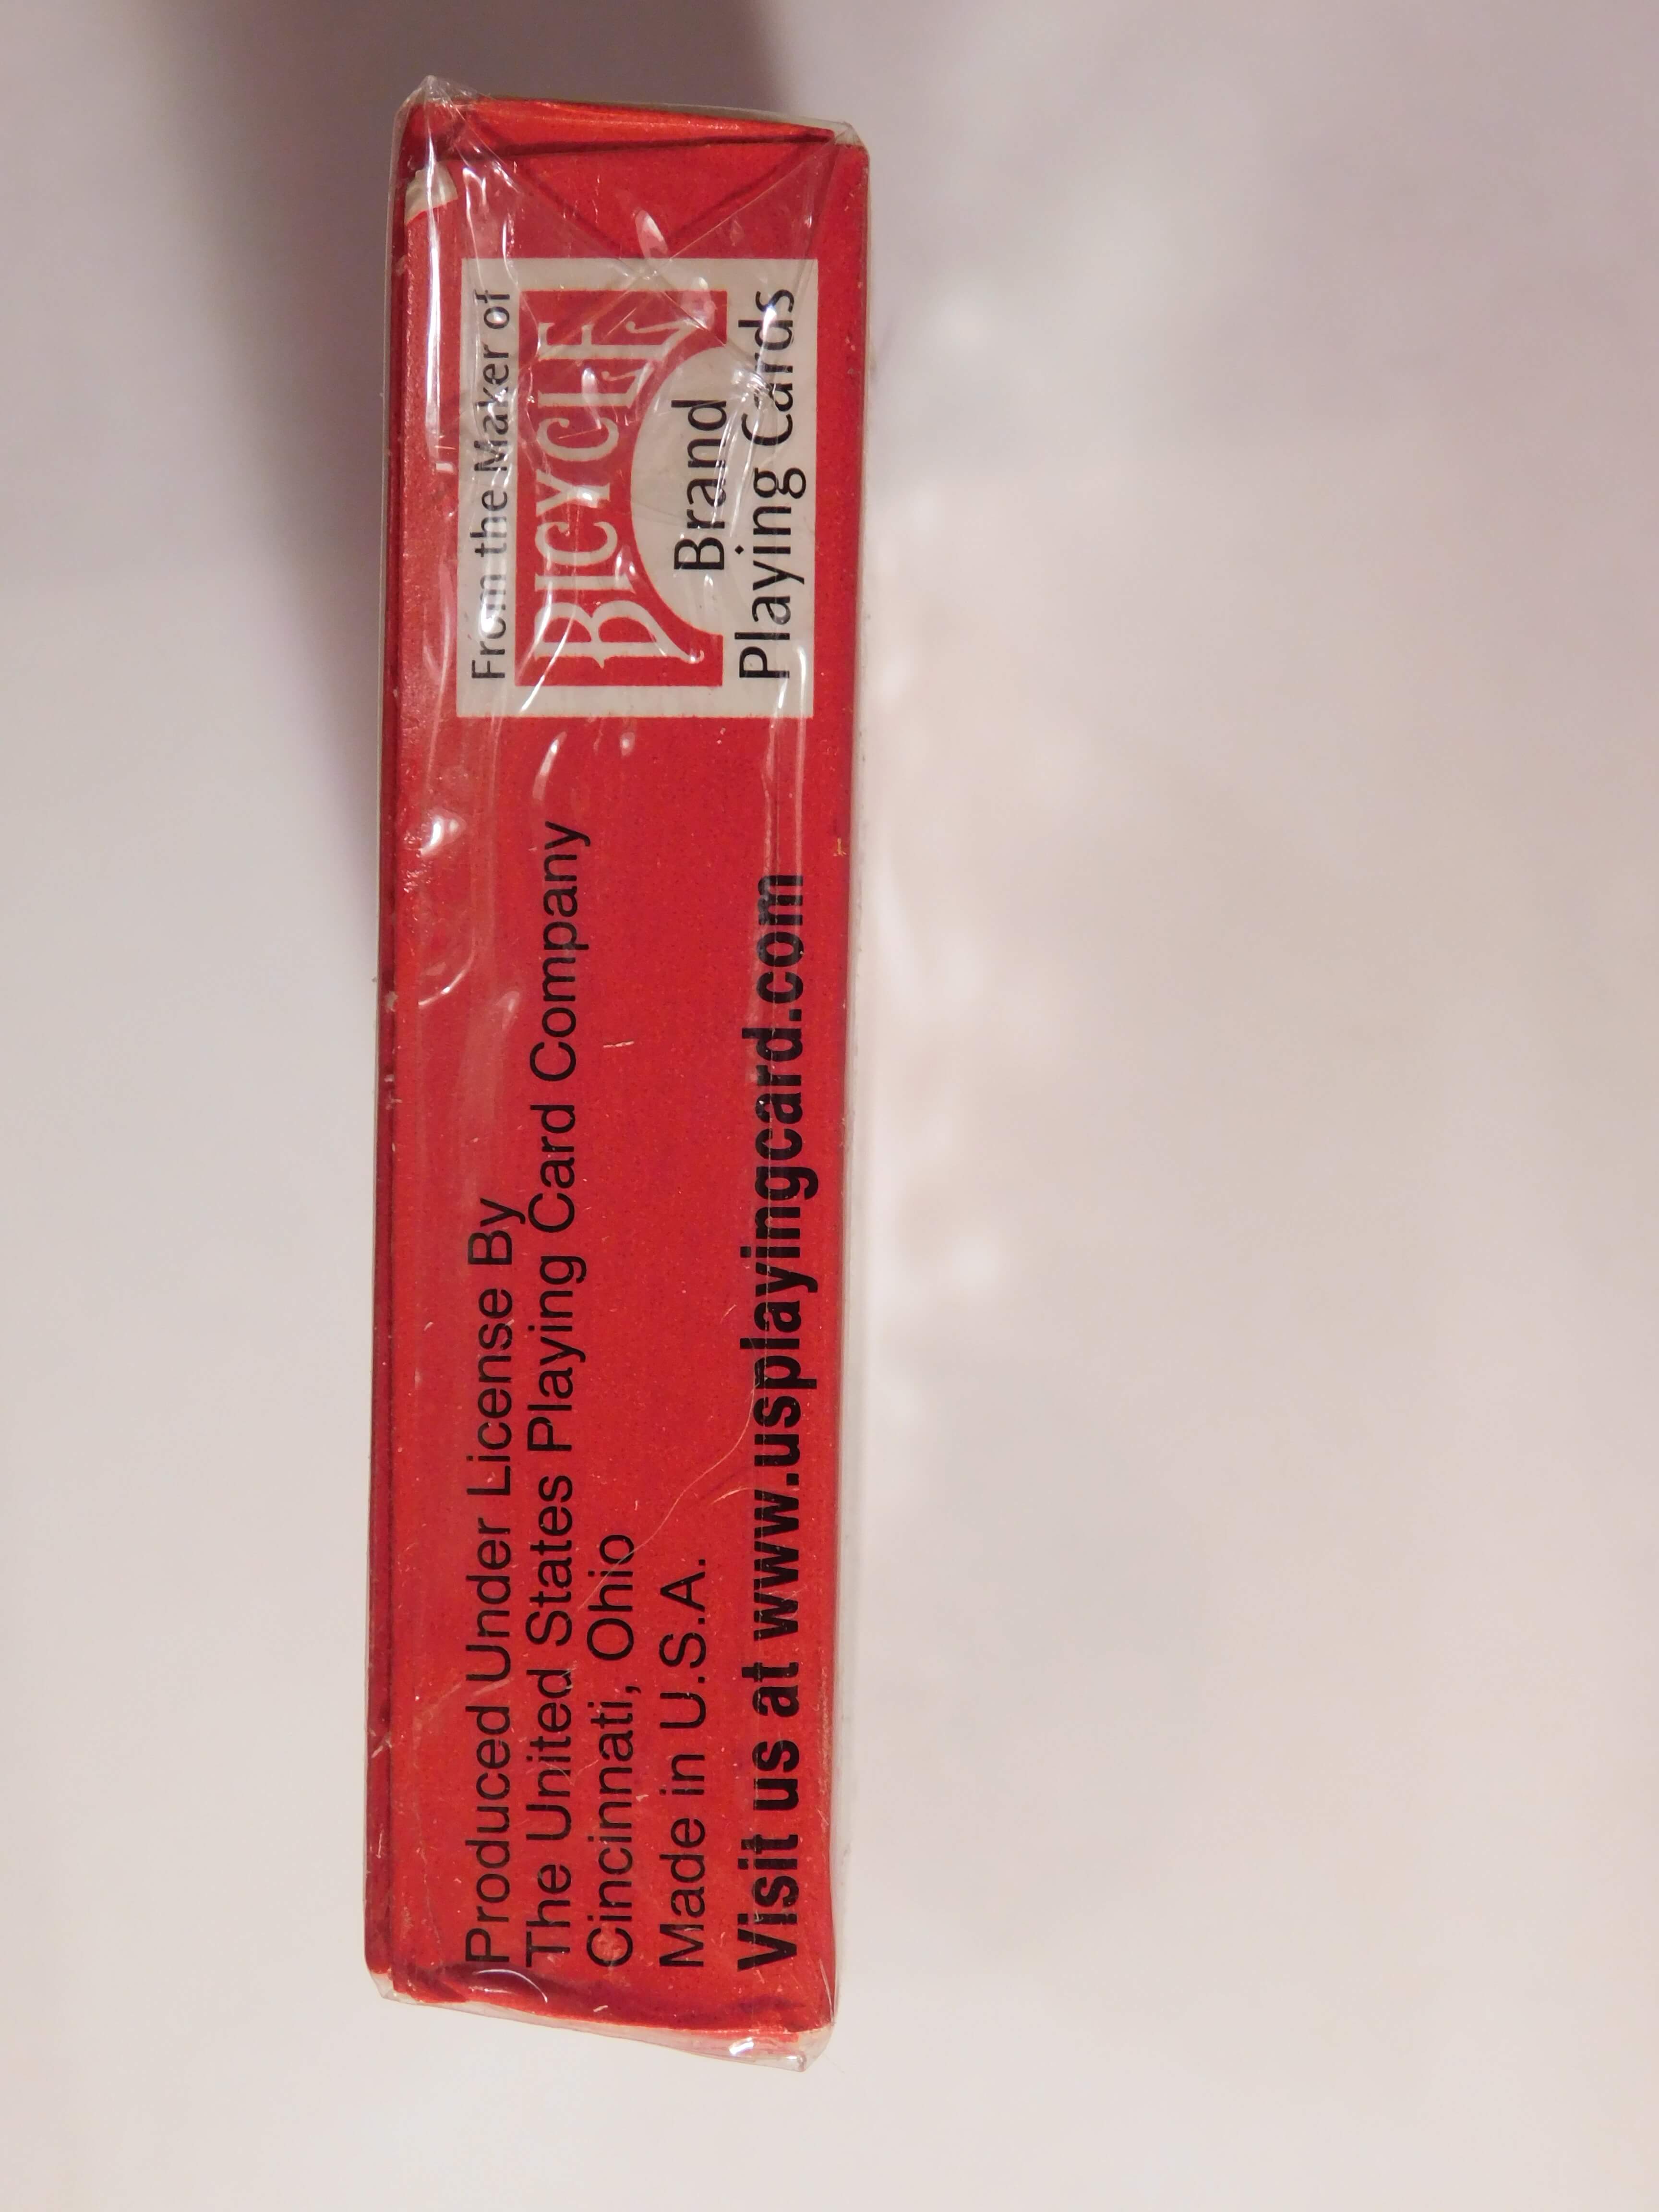 Produced Under License By
The United States Playing Card Company
Cincinnati, Ohio
Made in U.S.A.
Visit us at www.usplayingcard.com
From the Maker of
BICYCLE
Brand
Playing Cards